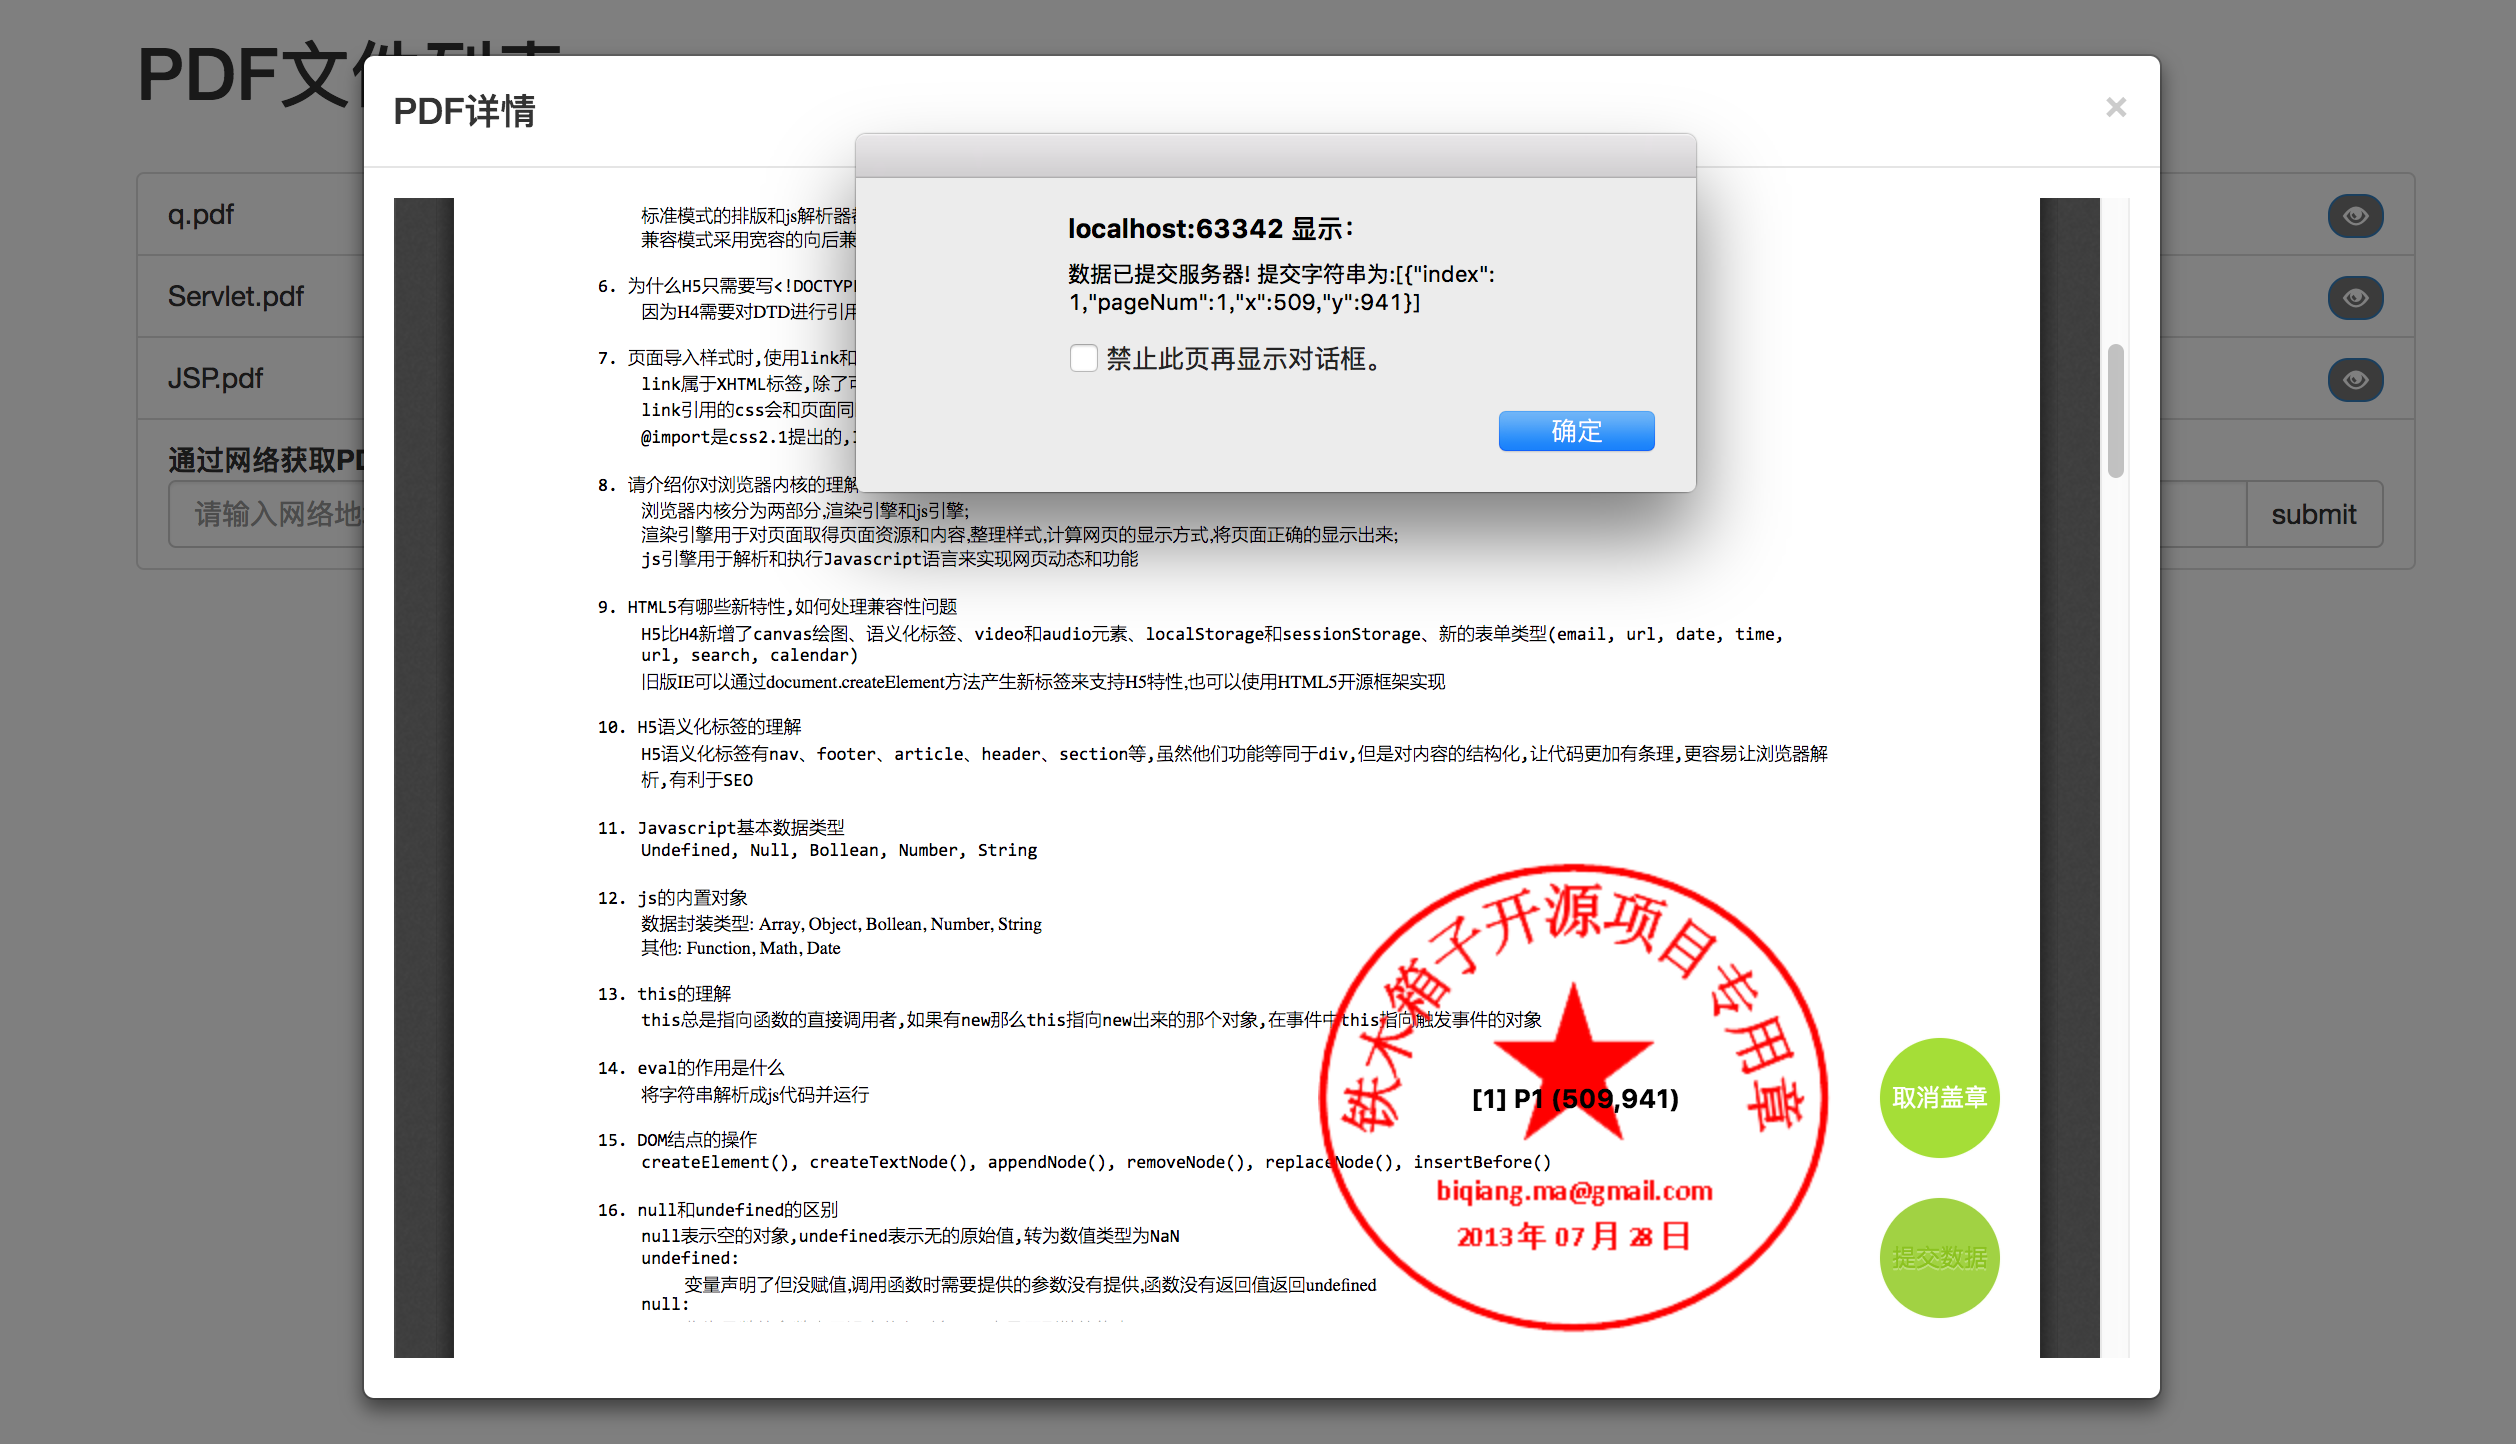 PDF文件列表
PDF详情
×
q.pdf
Servlet.pdf
JSP.pdf
通过网络获取PD
请输入网络地
submit
localhost:63342 显示：
数据已提交服务器! 提交字符串为:[{"index":
1,"pageNum":1,"x":509,"y":941}]
禁止此页再显示对话框。
确定
标准模式的排版和js解析器
兼容模式采用宽容的向后兼
6. 为什么H5只需要写<!DOCTYP
因为H4需要对DTD进行引用
7. 页面导入样式时,使用link和
link属于XHTML标签,除了
link引用的css会和页面同
@import是css2.1提出的,
8. 请介绍你对浏览器内核的理解
浏览器内核分为两部分,渲染引擎和js引擎;
渲染引擎用于对页面取得页面资源和内容,整理样式,计算网页的显示方式,将页面正确的显示出来;
js引擎用于解析和执行Javascript语言来实现网页动态和功能
9. HTML5有哪些新特性,如何处理兼容性问题
H5比H4新增了canvas绘图、语义化标签、video和audio元素、localStorage和sessionStorage、新的表单类型(email, url, date, time,
url, search, calendar)
旧版IE可以通过document.createElement方法产生新标签来支持H5特性,也可以使用HTML5开源框架实现
10. H5语义化标签的理解
H5语义化标签有nav、footer、article、header、section等,虽然他们功能等同于div,但是对内容的结构化,让代码更加有条理,更容易让浏览器解
析,有利于SEO
11. Javascript基本数据类型
Undefined, Null, Bollean, Number, String
12. js的内置对象
数据封装类型: Array, Object, Bollean, Number, String
其他: Function, Math, Date
13. this的理解
this总是指向函数的直接调用者,如果有new那么this指向new出来的那个对象,在事件中this指向触发事件的对象
14. eval的作用是什么
将字符串解析成js代码并运行
15. DOM结点的操作
createElement(), createTextNode(), appendNode(), removeNode(), replaceNode(), insertBefore()
16. null和undefined的区别
null表示空的对象,undefined表示无的原始值,转为数值类型为NaN
undefined:
变量声明了但没赋值,调用函数时需要提供的参数没有提供,函数没有返回值返回undefined
null:
铁木箱子开源项目专用章
[1] P1 (509,941)
biqiang.ma@gmail.com
2013年 07月 28日
取消盖章
提交数据